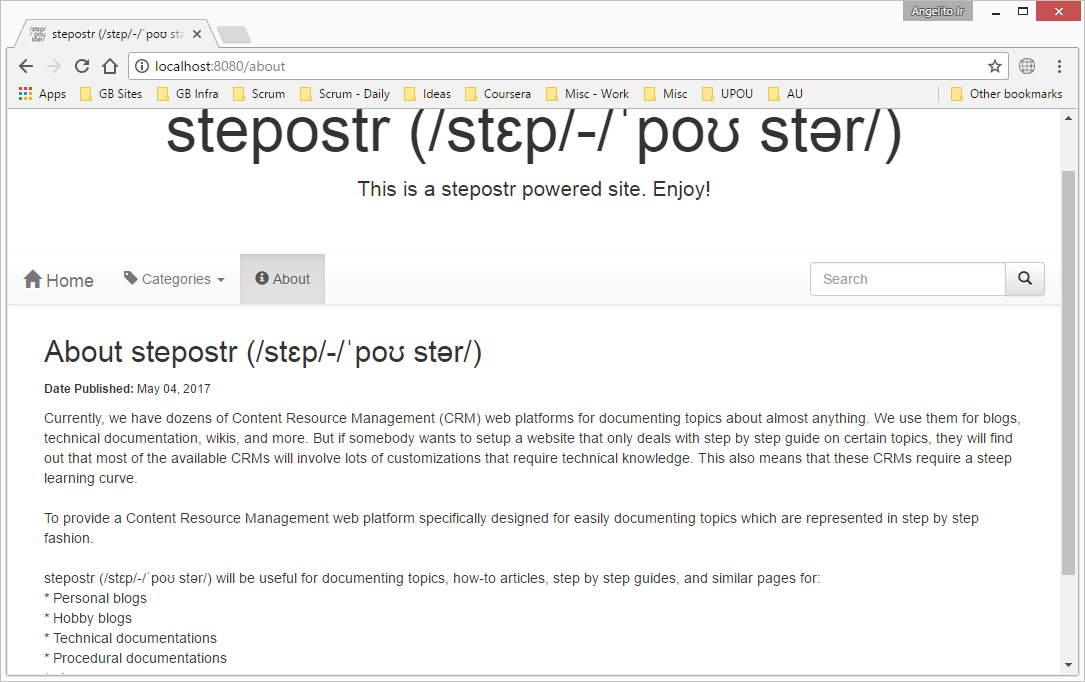 Angelito Jr
stepostr (/stɛp/-/ˈpoʊ stə
localhost:8080/about
Apps GB Sites GB Infra Scrum Scrum - Daily Ideas Coursera Misc - Work Misc UPOU AU Other bookmarks
stepostr (/stɛp/-/ˈpoʊ stər/)
This is a stepostr powered site. Enjoy!
Home Categories About Search
About stepostr (/stɛp/-/ˈpoʊ stər/)
Date Published: May 04, 2017
Currently, we have dozens of Content Resource Management (CRM) web platforms for documenting topics about almost anything. We use them for blogs,
technical documentation, wikis, and more. But if somebody wants to setup a website that only deals with step by step guide on certain topics, they will find
out that most of the available CRMs will involve lots of customizations that require technical knowledge. This also means that these CRMs require a steep
learning curve.
To provide a Content Resource Management web platform specifically designed for easily documenting topics which are represented in step by step
fashion.
stepostr (/stɛp/-/ˈpoʊ stər/) will be useful for documenting topics, how-to articles, step by step guides, and similar pages for:
* Personal blogs
* Hobby blogs
* Technical documentations
* Procedural documentations